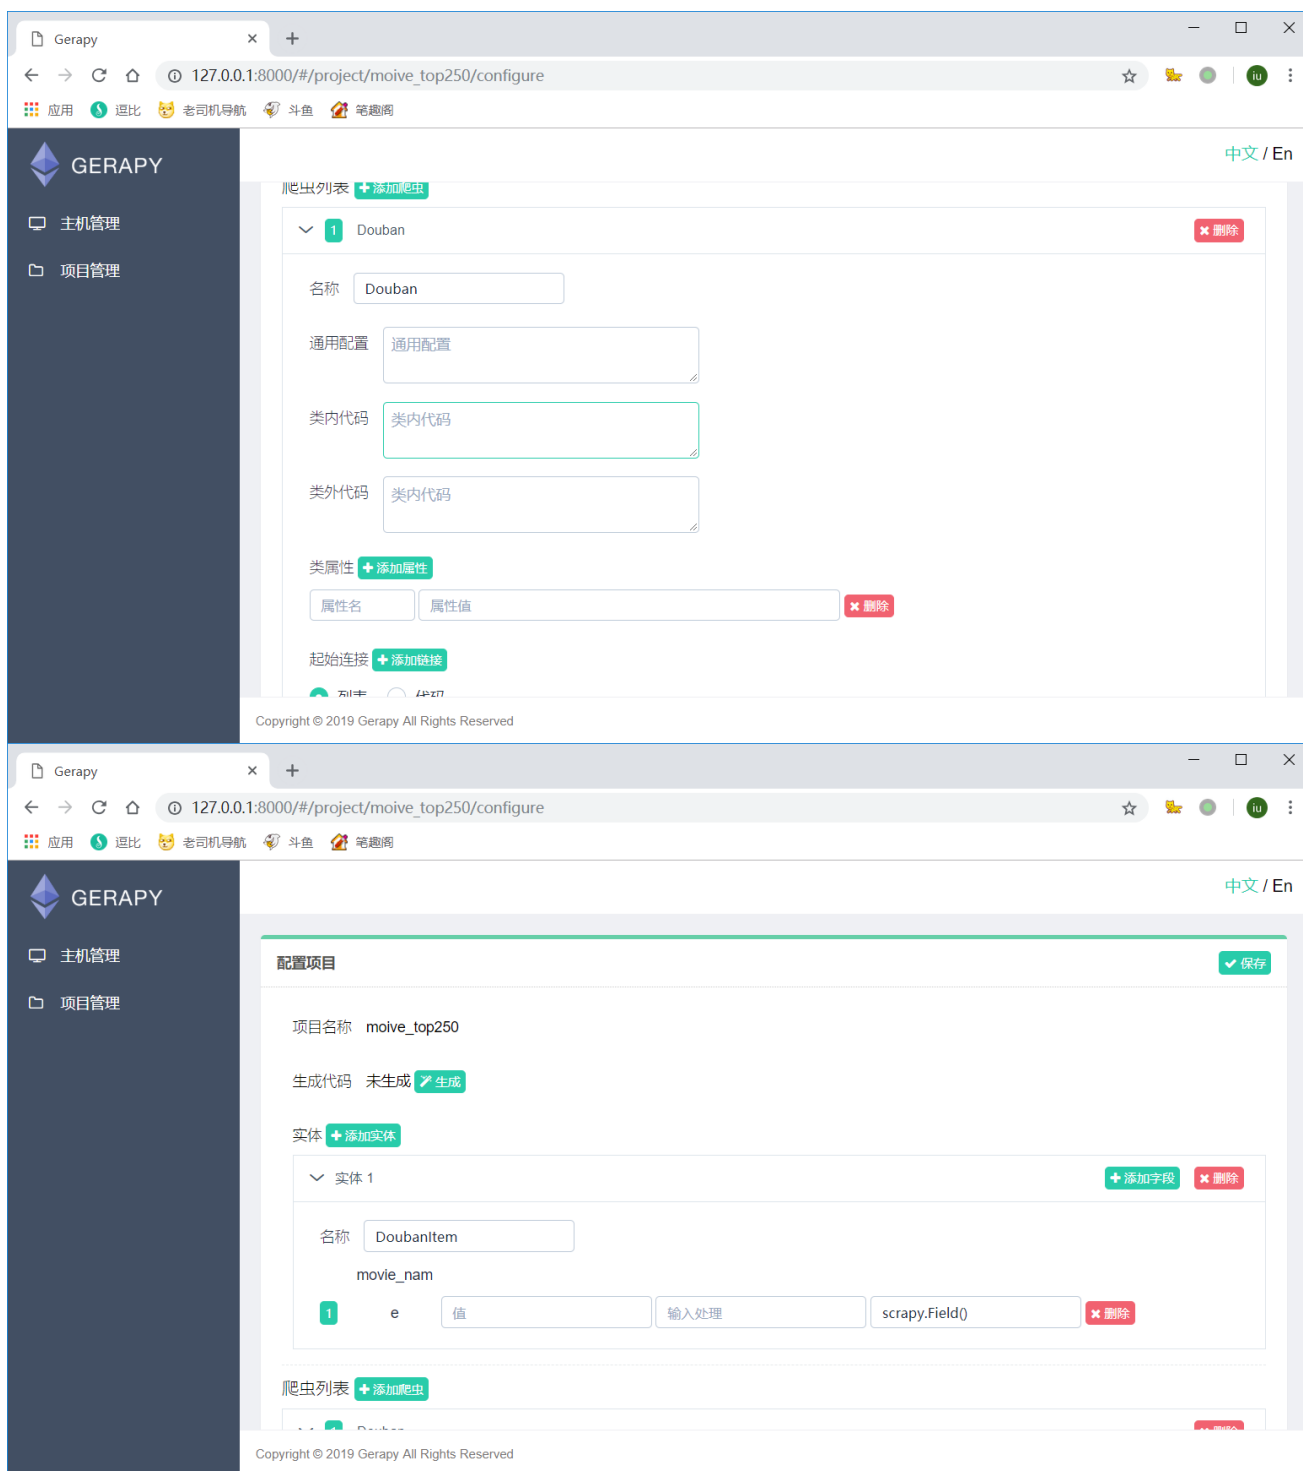 Gerapy
127.0.0.1:8000/#/project/moive_top250/configure
iu
应用 逗比 老司机导航 斗鱼 笔趣阁
GERAPY
中文 / En
主机管理
项目管理
爬虫列表 添加爬虫
1 Douban 删除
名称 Douban
通用配置 通用配置
类内代码 类内代码
类外代码 类内代码
类属性 添加属性
属性名 属性值 删除
起始连接 添加链接
列表 代码
Copyright © 2019 Gerapy All Rights Reserved
Gerapy
127.0.0.1:8000/#/project/moive_top250/configure
iu
应用 逗比 老司机导航 斗鱼 笔趣阁
GERAPY
中文 / En
主机管理
项目管理
配置项目 保存
项目名称 moive_top250
生成代码 未生成 生成
实体 添加实体
实体 1 添加字段 删除
名称 DoubanItem
movie_nam
1 e 值 输入处理 scrapy.Field() 删除
爬虫列表 添加爬虫
1 Douban 删除
Copyright © 2019 Gerapy All Rights Reserved